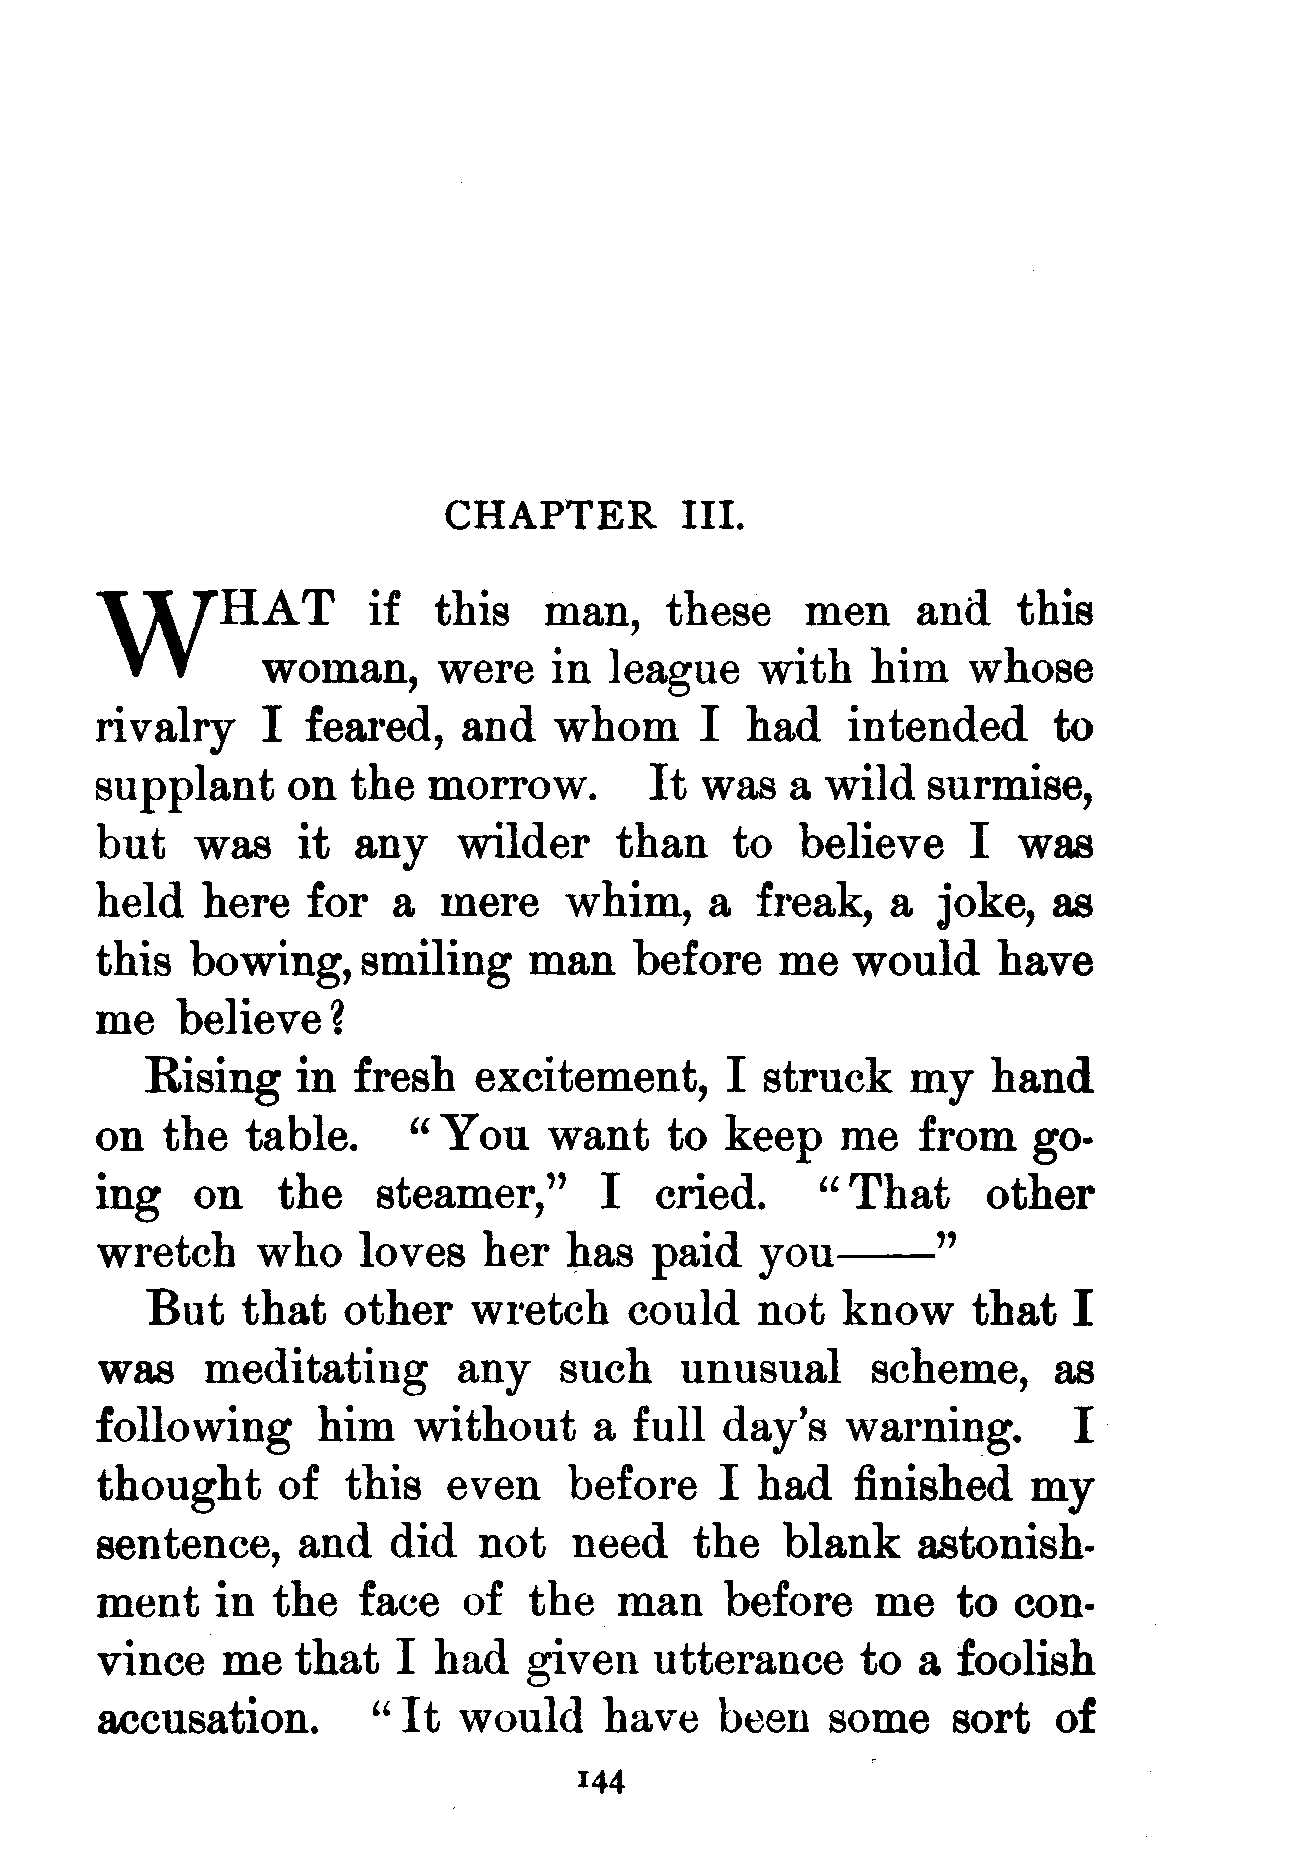 CHAPTER III.
WHAT if this man, these men and this
woman, were in league with him whose
rivalry I feared, and whom I had intended to
supplant on the morrow. It was a wild surmise,
but was it any wilder than to believe I was
held here for a mere whim, a freak, a joke, as
this bowing, smiling man before me would have
me believe?
Rising in fresh excitement, I struck my hand
on the table. “You want to keep me from go-
ing on the steamer,” I cried. “That other
wretch who loves her has paid you——”
But that other wretch could not know that I
was meditating any such unusual scheme, as
following him without a full day’s warning. I
thought of this even before I had finished my
sentence, and did not need the blank astonish-
ment in the face of the man before me to con-
vince me that I had given utterance to a foolish
accusation. “It would have been some sort of
144